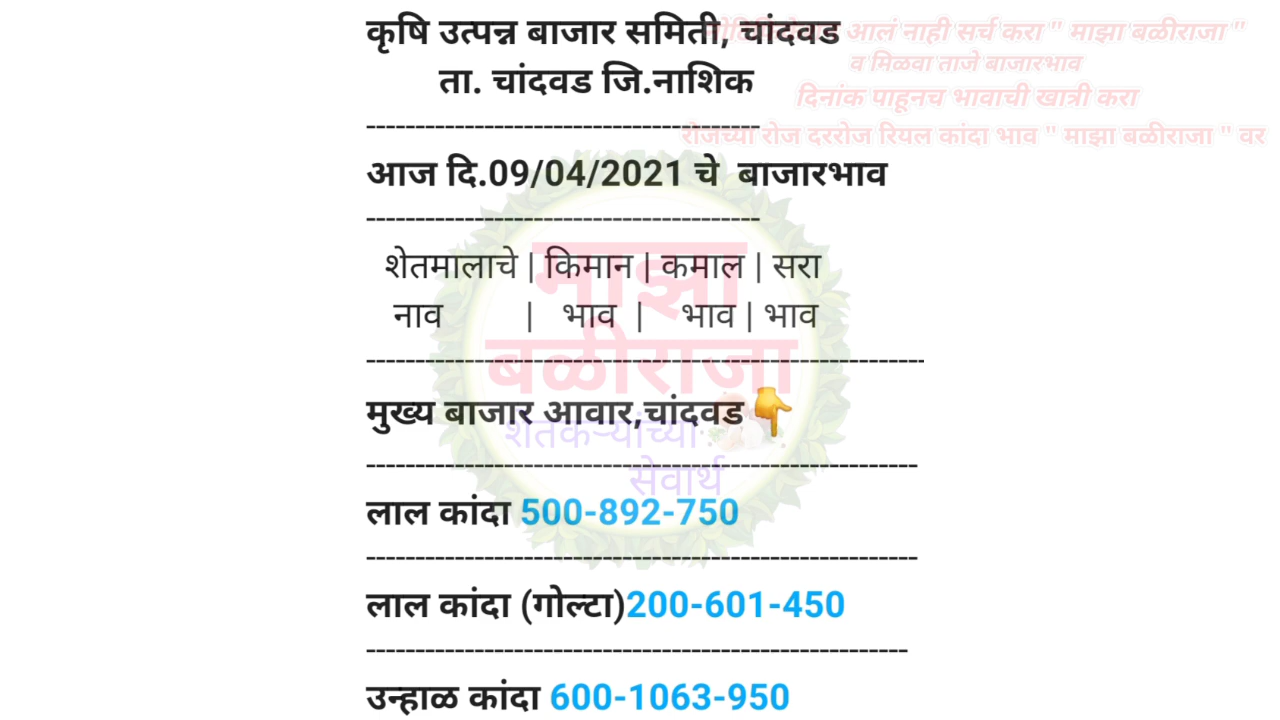 कृषि उत्पन्न बाजार समिती, चांदवड
ता. चांदवड जि.नाशिक
आलं नाही सर्च करा " माझा बळीराजा "
व मिळवा ताजे बाजारभाव
दिनांक पाहूनच भावाची खात्री करा
रोजच्या रोज दररोज रियल कांदा भाव " माझा बळीराजा " वर
----------------------------------------
आज दि.09/04/2021 चे बाजारभाव
----------------------------------------
शेतमालाचे | किमान | कमाल | सरा
नाव | भाव | भाव | भाव
---------------------------------------------------------
माझा
बळीराजा
मुख्य बाजार आवार,चांदवड👇
शेतकऱ्यांच्या
सेवार्थ
--------------------------------------------------------
लाल कांदा 500-892-750
--------------------------------------------------------
लाल कांदा (गोल्टा)200-601-450
-------------------------------------------------------
उन्हाळ कांदा 600-1063-950